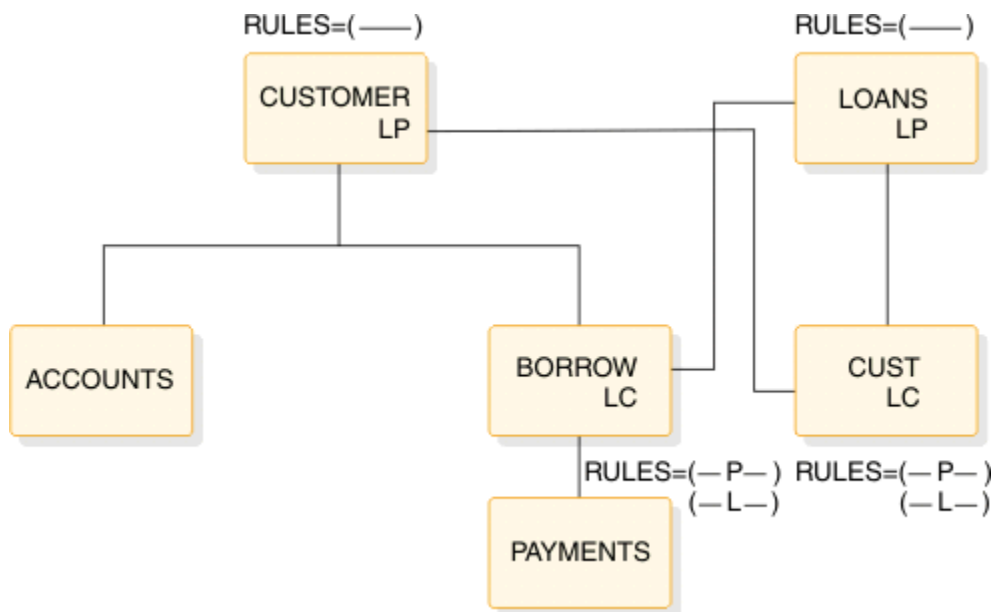 RULES=( —— )
RULES=( —— )
CUSTOMER
LP
LOANS
LP
ACCOUNTS
BORROW
LC
CUST
LC
RULES=(—P—)
(—L—)
RULES=(—P—)
(—L—)
PAYMENTS